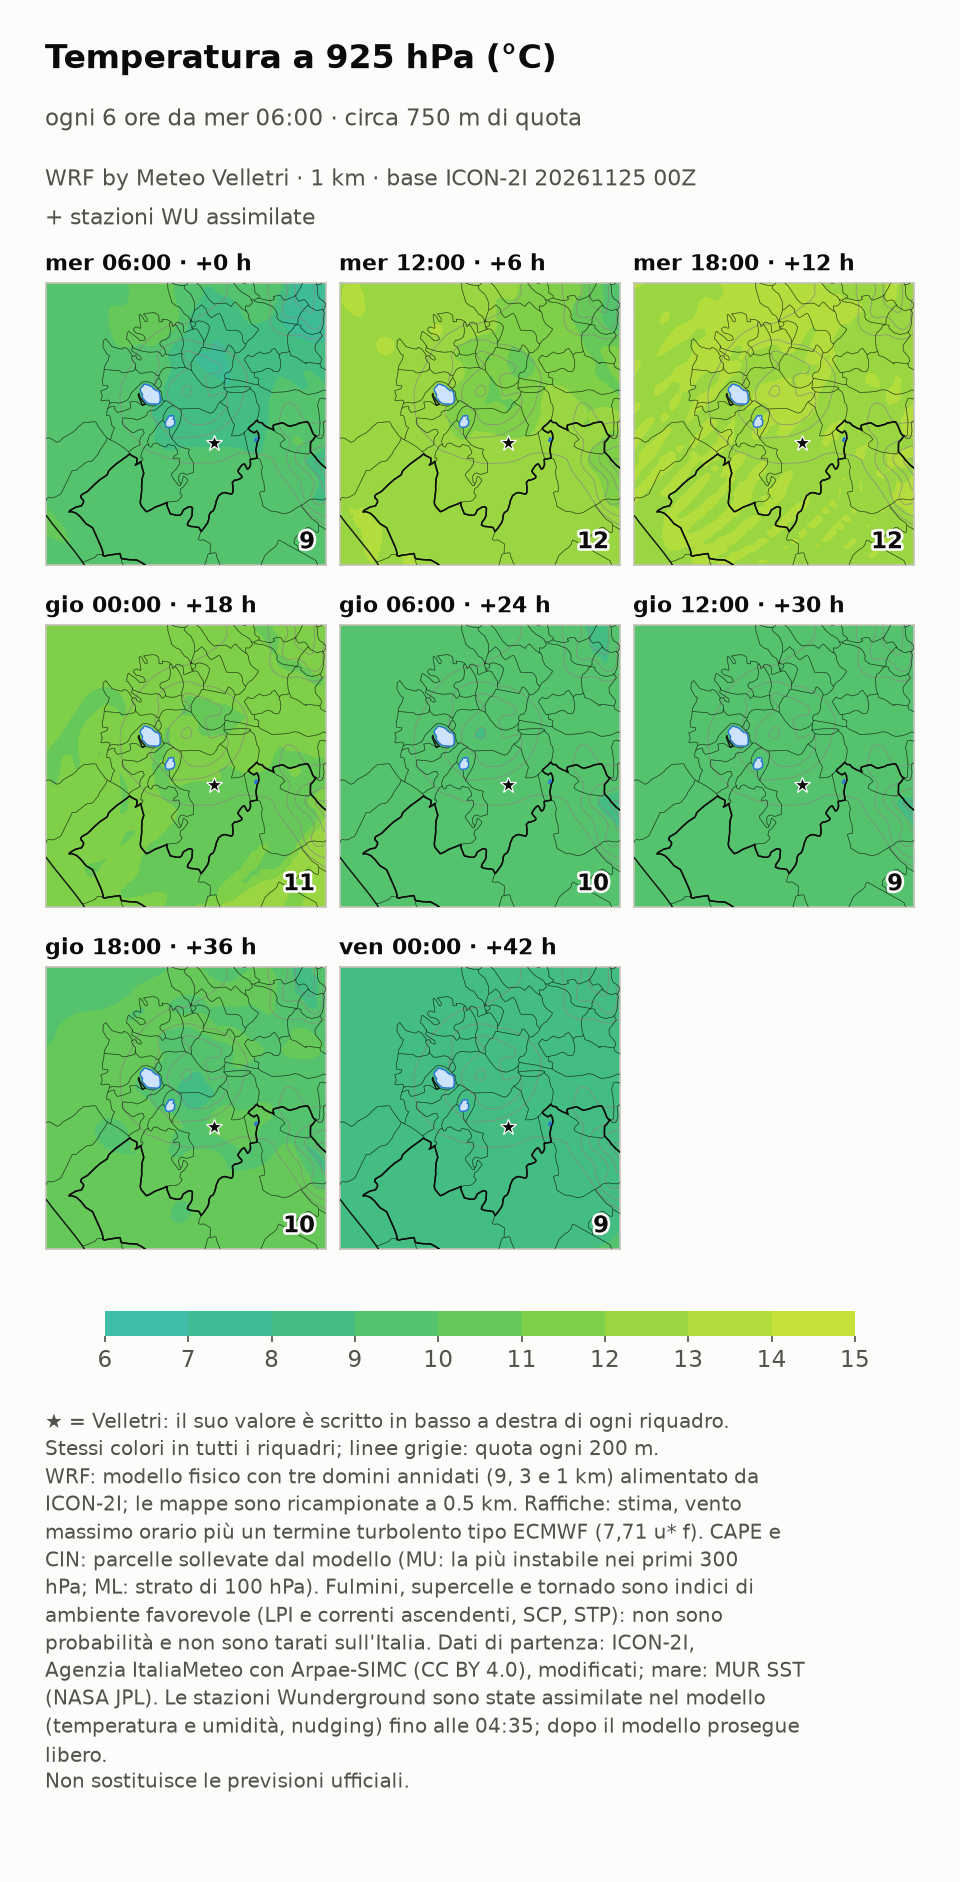 Temperatura a 925 hPa (°C)
ogni 6 ore da mer 06:00 · circa 750 m di quota
WRF by Meteo Velletri · 1 km · base ICON-2I 20261125 00Z
+ stazioni WU assimilate
mer 06:00 · +0 h
mer 12:00 · +6 h
mer 18:00 · +12 h
9
12
12
gio 00:00 · +18 h
gio 06:00 · +24 h
gio 12:00 · +30 h
11
10
9
gio 18:00 · +36 h
ven 00:00 · +42 h
10
9
6 7 8 9 10 11 12 13 14 15
★ = Velletri: il suo valore è scritto in basso a destra di ogni riquadro.
Stessi colori in tutti i riquadri; linee grigie: quota ogni 200 m.
WRF: modello fisico con tre domini annidati (9, 3 e 1 km) alimentato da
ICON-2I; le mappe sono ricampionate a 0.5 km. Raffiche: stima, vento
massimo orario più un termine turbolento tipo ECMWF (7,71 u* f). CAPE e
CIN: parcelle sollevate dal modello (MU: la più instabile nei primi 300
hPa; ML: strato di 100 hPa). Fulmini, supercelle e tornado sono indici di
ambiente favorevole (LPI e correnti ascendenti, SCP, STP): non sono
probabilità e non sono tarati sull'Italia. Dati di partenza: ICON-2I,
Agenzia ItaliaMeteo con Arpae-SIMC (CC BY 4.0), modificati; mare: MUR SST
(NASA JPL). Le stazioni Wunderground sono state assimilate nel modello
(temperatura e umidità, nudging) fino alle 04:35; dopo il modello prosegue
libero.
Non sostituisce le previsioni ufficiali.